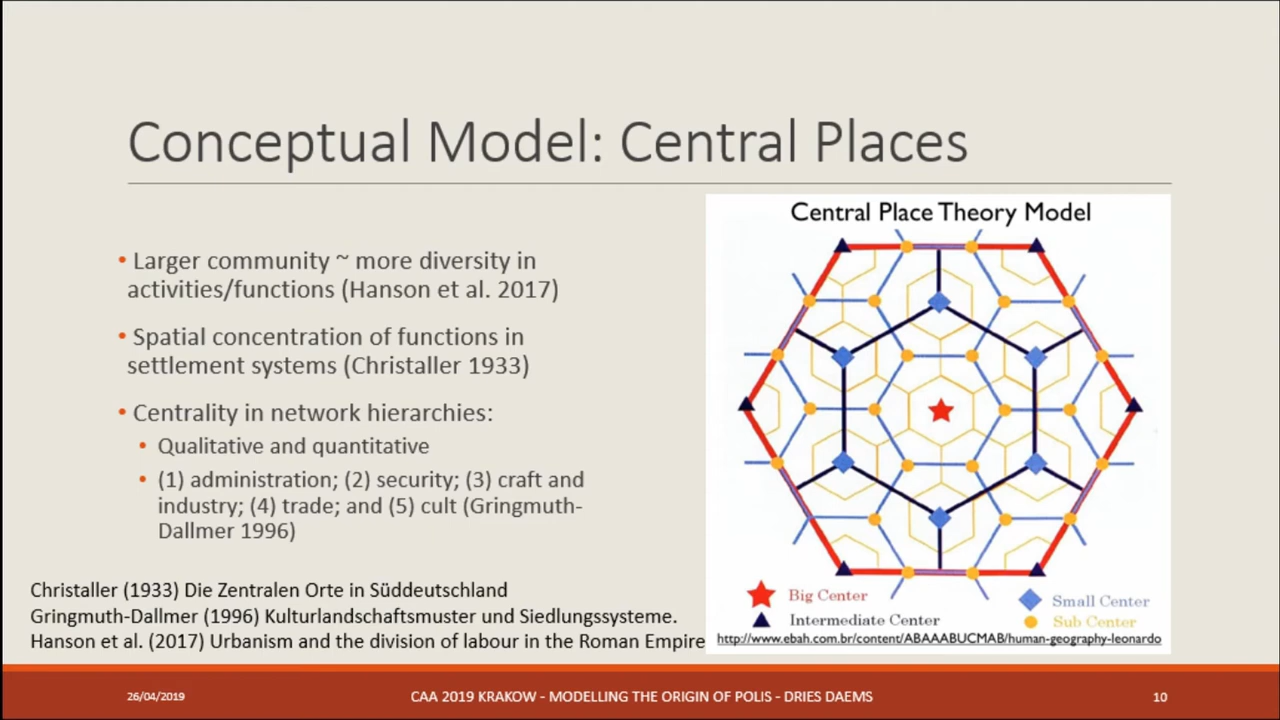 Conceptual Model: Central Places
• Larger community ~ more diversity in
activities/functions (Hanson et al. 2017)
• Spatial concentration of functions in
settlement systems (Christaller 1933)
• Centrality in network hierarchies:
• Qualitative and quantitative
• (1) administration; (2) security; (3) craft and
industry; (4) trade; and (5) cult (Gringmuth-
Dallmer 1996)
Christaller (1933) Die Zentralen Orte in Süddeutschland
Gringmuth-Dallmer (1996) Kulturlandschaftsmuster und Siedlungssysteme.
Hanson et al. (2017) Urbanism and the division of labour in the Roman Empire
Central Place Theory Model
Big Center
Small Center
Intermediate Center
Sub Center
http://www.ebah.com.br/content/ABAAABUCMAB/human-geography-leonardo
26/04/2019
CAA 2019 KRAKOW - MODELLING THE ORIGIN OF POLIS - DRIES DAEMS
10